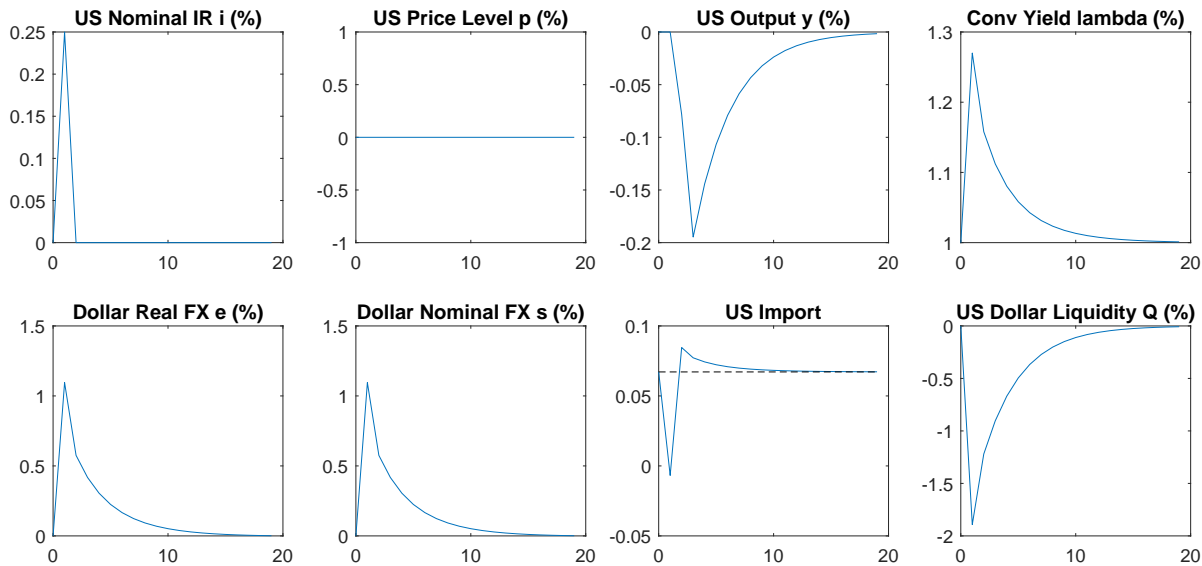 US Nominal IR i (%)
0.25
0.2
0.15
0.1
0.05
0
0 10 20
US Price Level p (%)
1
0.5
0
-0.5
-1
0 10 20
US Output y (%)
0
-0.05
-0.1
-0.15
-0.2
0 10 20
Conv Yield lambda (%)
1.3
1.2
1.1
1
0 10 20
Dollar Real FX e (%)
1.5
1
0.5
0
0 10 20
Dollar Nominal FX s (%)
1.5
1
0.5
0
0 10 20
US Import
0.1
0.05
0
-0.05
0 10 20
US Dollar Liquidity Q (%)
0
-0.5
-1
-1.5
-2
0 10 20